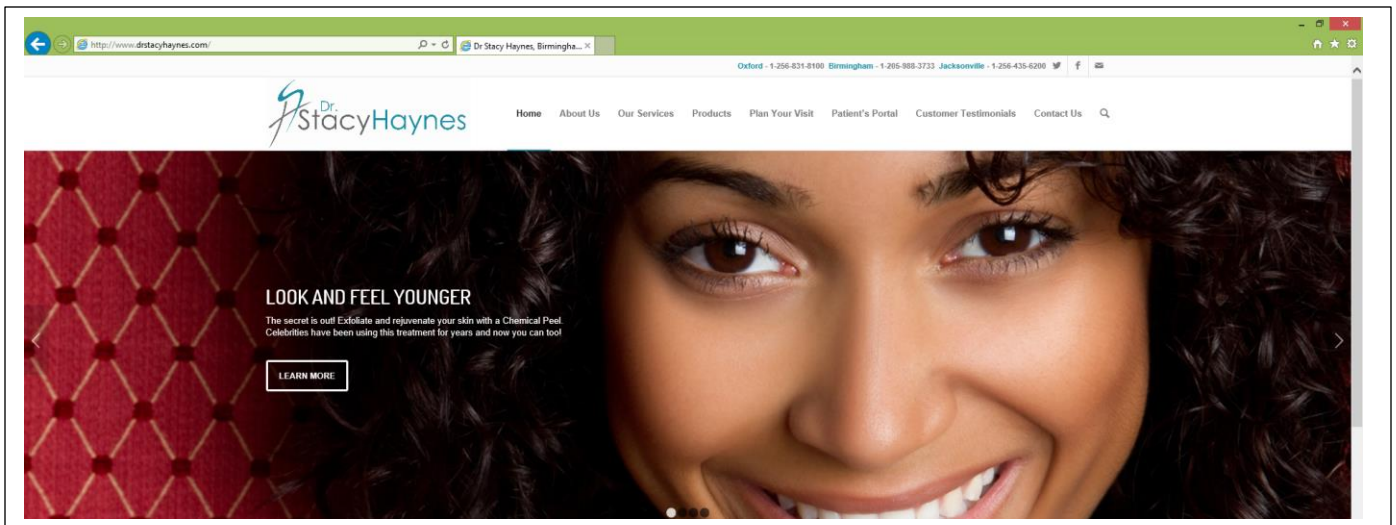 http://www.drstacyhaynes.com/
Dr Stacy Haynes, Birmingha...
Oxford - 1-256-831-8100 Birmingham - 1-205-988-3733 Jacksonville - 1-256-435-6200
Dr.
StacyHaynes
Home About Us Our Services Products Plan Your Visit Patient's Portal Customer Testimonials Contact Us
LOOK AND FEEL YOUNGER
The secret is out! Exfoliate and rejuvenate your skin with a Chemical Peel.
Celebrities have been using this treatment for years and now you can too!
LEARN MORE